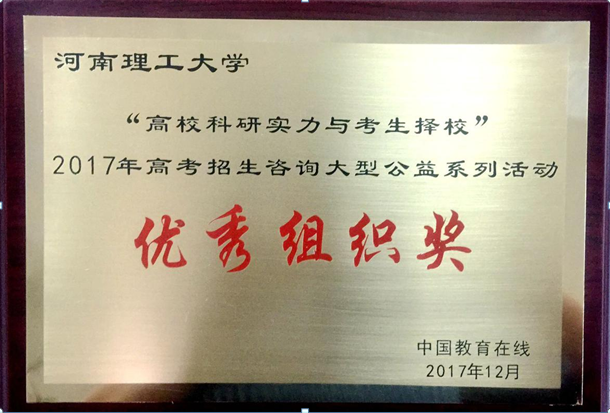 河南理工大学
“高校科研实力与考生择校”
2017年高考招生咨询大型公益系列活动
优秀组织奖
中国教育在线
2017年12月